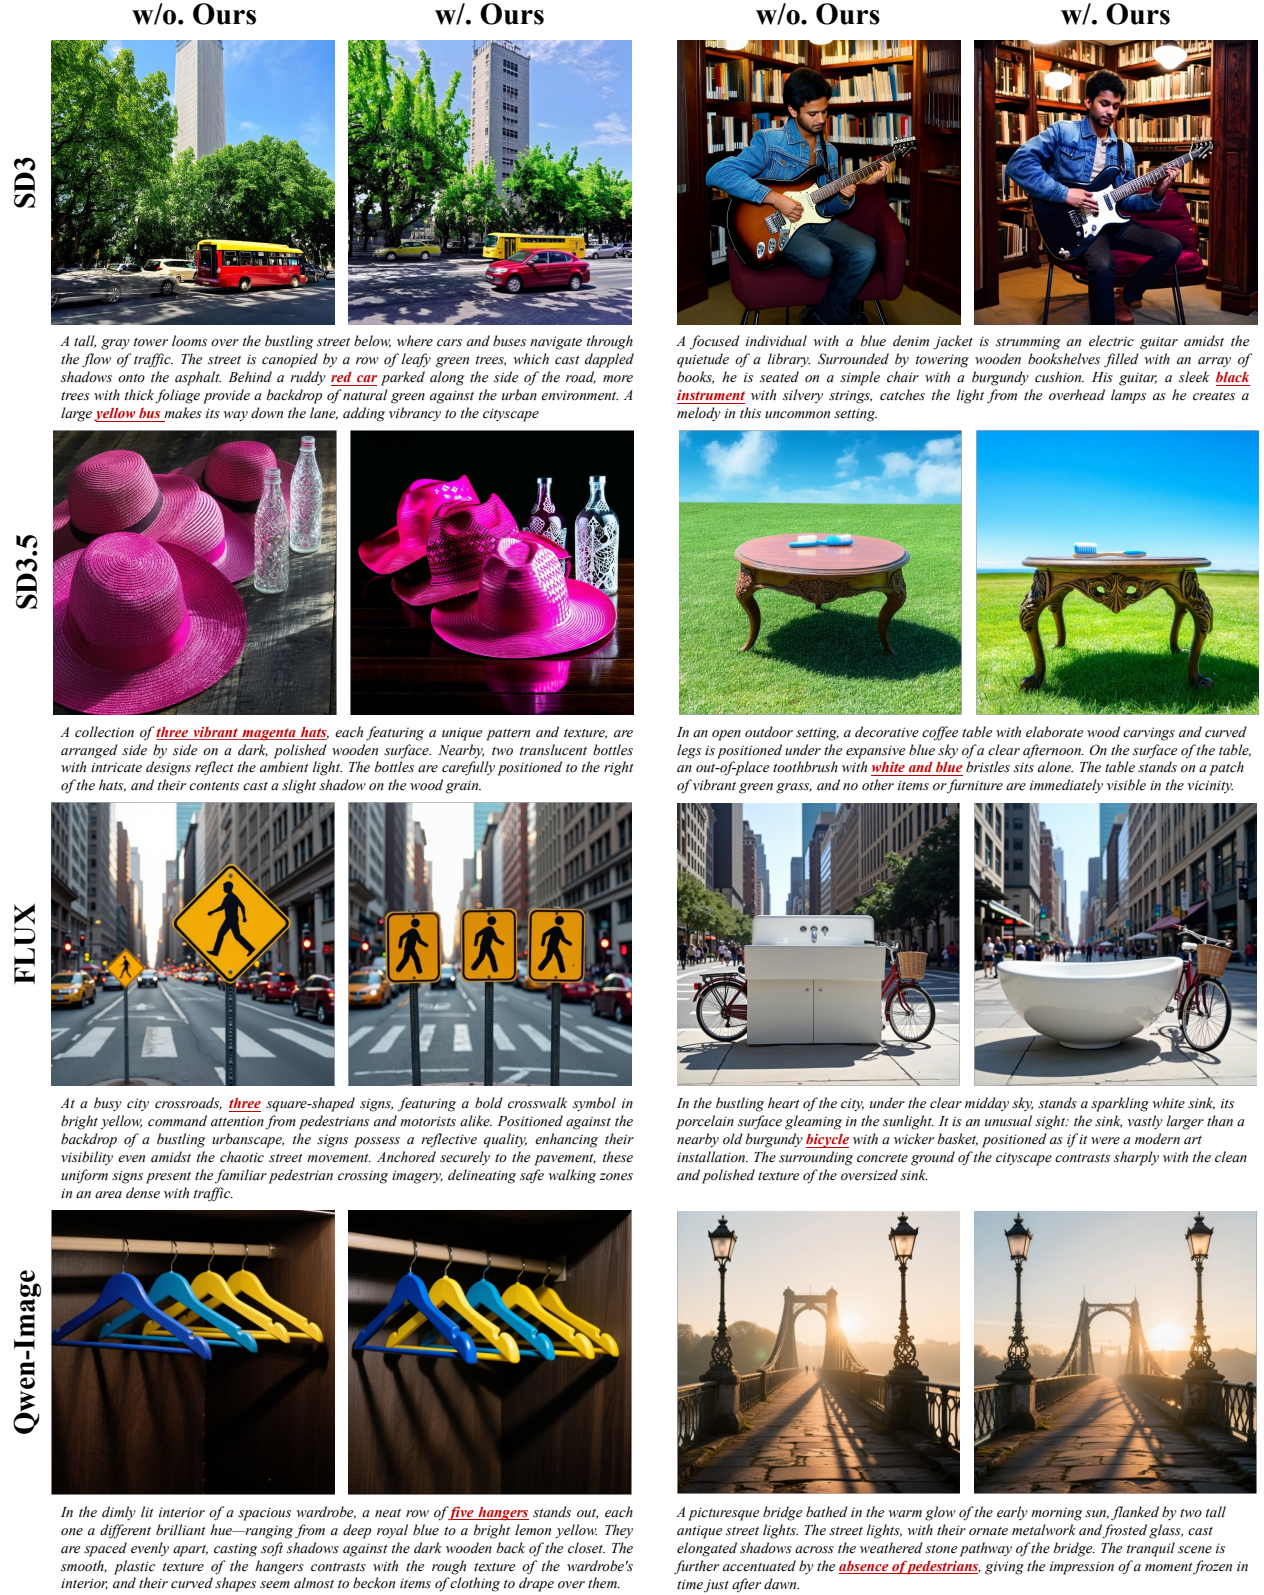 w/o. Ours
w/. Ours
w/o. Ours
w/. Ours
SD3
A tall, gray tower looms over the bustling street below, where cars and buses navigate through
the flow of traffic. The street is canopied by a row of leafy green trees, which cast dappled
shadows onto the asphalt. Behind a ruddy red car parked along the side of the road, more
trees with thick foliage provide a backdrop of natural green against the urban environment. A
large yellow bus makes its way down the lane, adding vibrancy to the cityscape
A focused individual with a blue denim jacket is strumming an electric guitar amidst the
quietude of a library. Surrounded by towering wooden bookshelves filled with an array of
books, he is seated on a simple chair with a burgundy cushion. His guitar, a sleek black
instrument with silvery strings, catches the light from the overhead lamps as he creates a
melody in this uncommon setting.
SD3.5
A collection of three vibrant magenta hats, each featuring a unique pattern and texture, are
arranged side by side on a dark, polished wooden surface. Nearby, two translucent bottles
with intricate designs reflect the ambient light. The bottles are carefully positioned to the right
of the hats, and their contents cast a slight shadow on the wood grain.
In an open outdoor setting, a decorative coffee table with elaborate wood carvings and curved
legs is positioned under the expansive blue sky of a clear afternoon. On the surface of the table,
an out-of-place toothbrush with white and blue bristles sits alone. The table stands on a patch
of vibrant green grass, and no other items or furniture are immediately visible in the vicinity.
FLUX
At a busy city crossroads, three square-shaped signs, featuring a bold crosswalk symbol in
bright yellow, command attention from pedestrians and motorists alike. Positioned against the
backdrop of a bustling urbanscape, the signs possess a reflective quality, enhancing their
visibility even amidst the chaotic street movement. Anchored securely to the pavement, these
uniform signs present the familiar pedestrian crossing imagery, delineating safe walking zones
in an area dense with traffic.
In the bustling heart of the city, under the clear midday sky, stands a sparkling white sink, its
porcelain surface gleaming in the sunlight. It is an unusual sight: the sink, vastly larger than a
nearby old burgundy bicycle with a wicker basket, positioned as if it were a modern art
installation. The surrounding concrete ground of the cityscape contrasts sharply with the clean
and polished texture of the oversized sink.
Qwen-Image
In the dimly lit interior of a spacious wardrobe, a neat row of five hangers stands out, each
one a different brilliant hue—ranging from a deep royal blue to a bright lemon yellow. They
are spaced evenly apart, casting soft shadows against the dark wooden back of the closet. The
smooth, plastic texture of the hangers contrasts with the rough texture of the wardrobe's
interior, and their curved shapes seem almost to beckon items of clothing to drape over them.
A picturesque bridge bathed in the warm glow of the early morning sun, flanked by two tall
antique street lights. The street lights, with their ornate metalwork and frosted glass, cast
elongated shadows across the weathered stone pathway of the bridge. The tranquil scene is
further accentuated by the absence of pedestrians, giving the impression of a moment frozen in
time just after dawn.